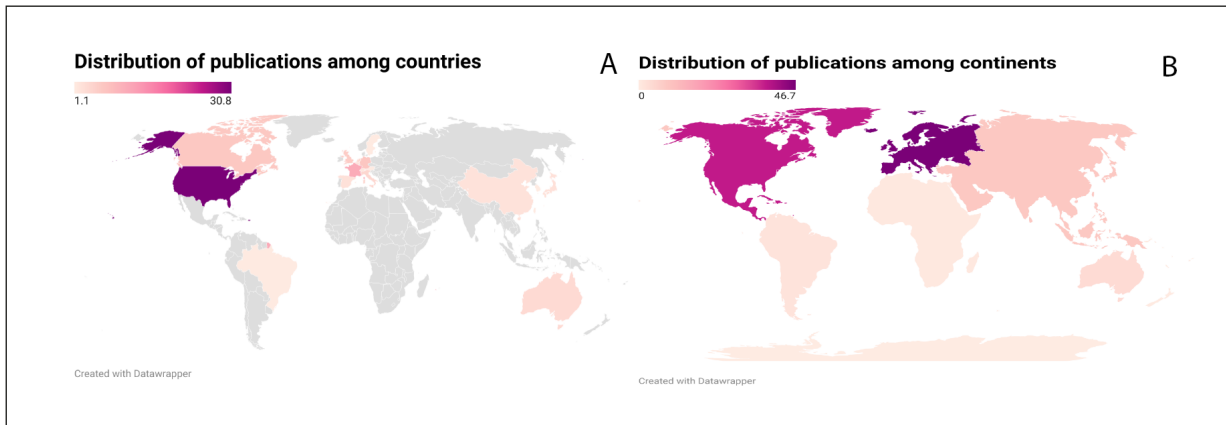 Distribution of publications among countries
A
1.1 30.8
Created with Datawrapper
Distribution of publications among continents
B
0 46.7
Created with Datawrapper